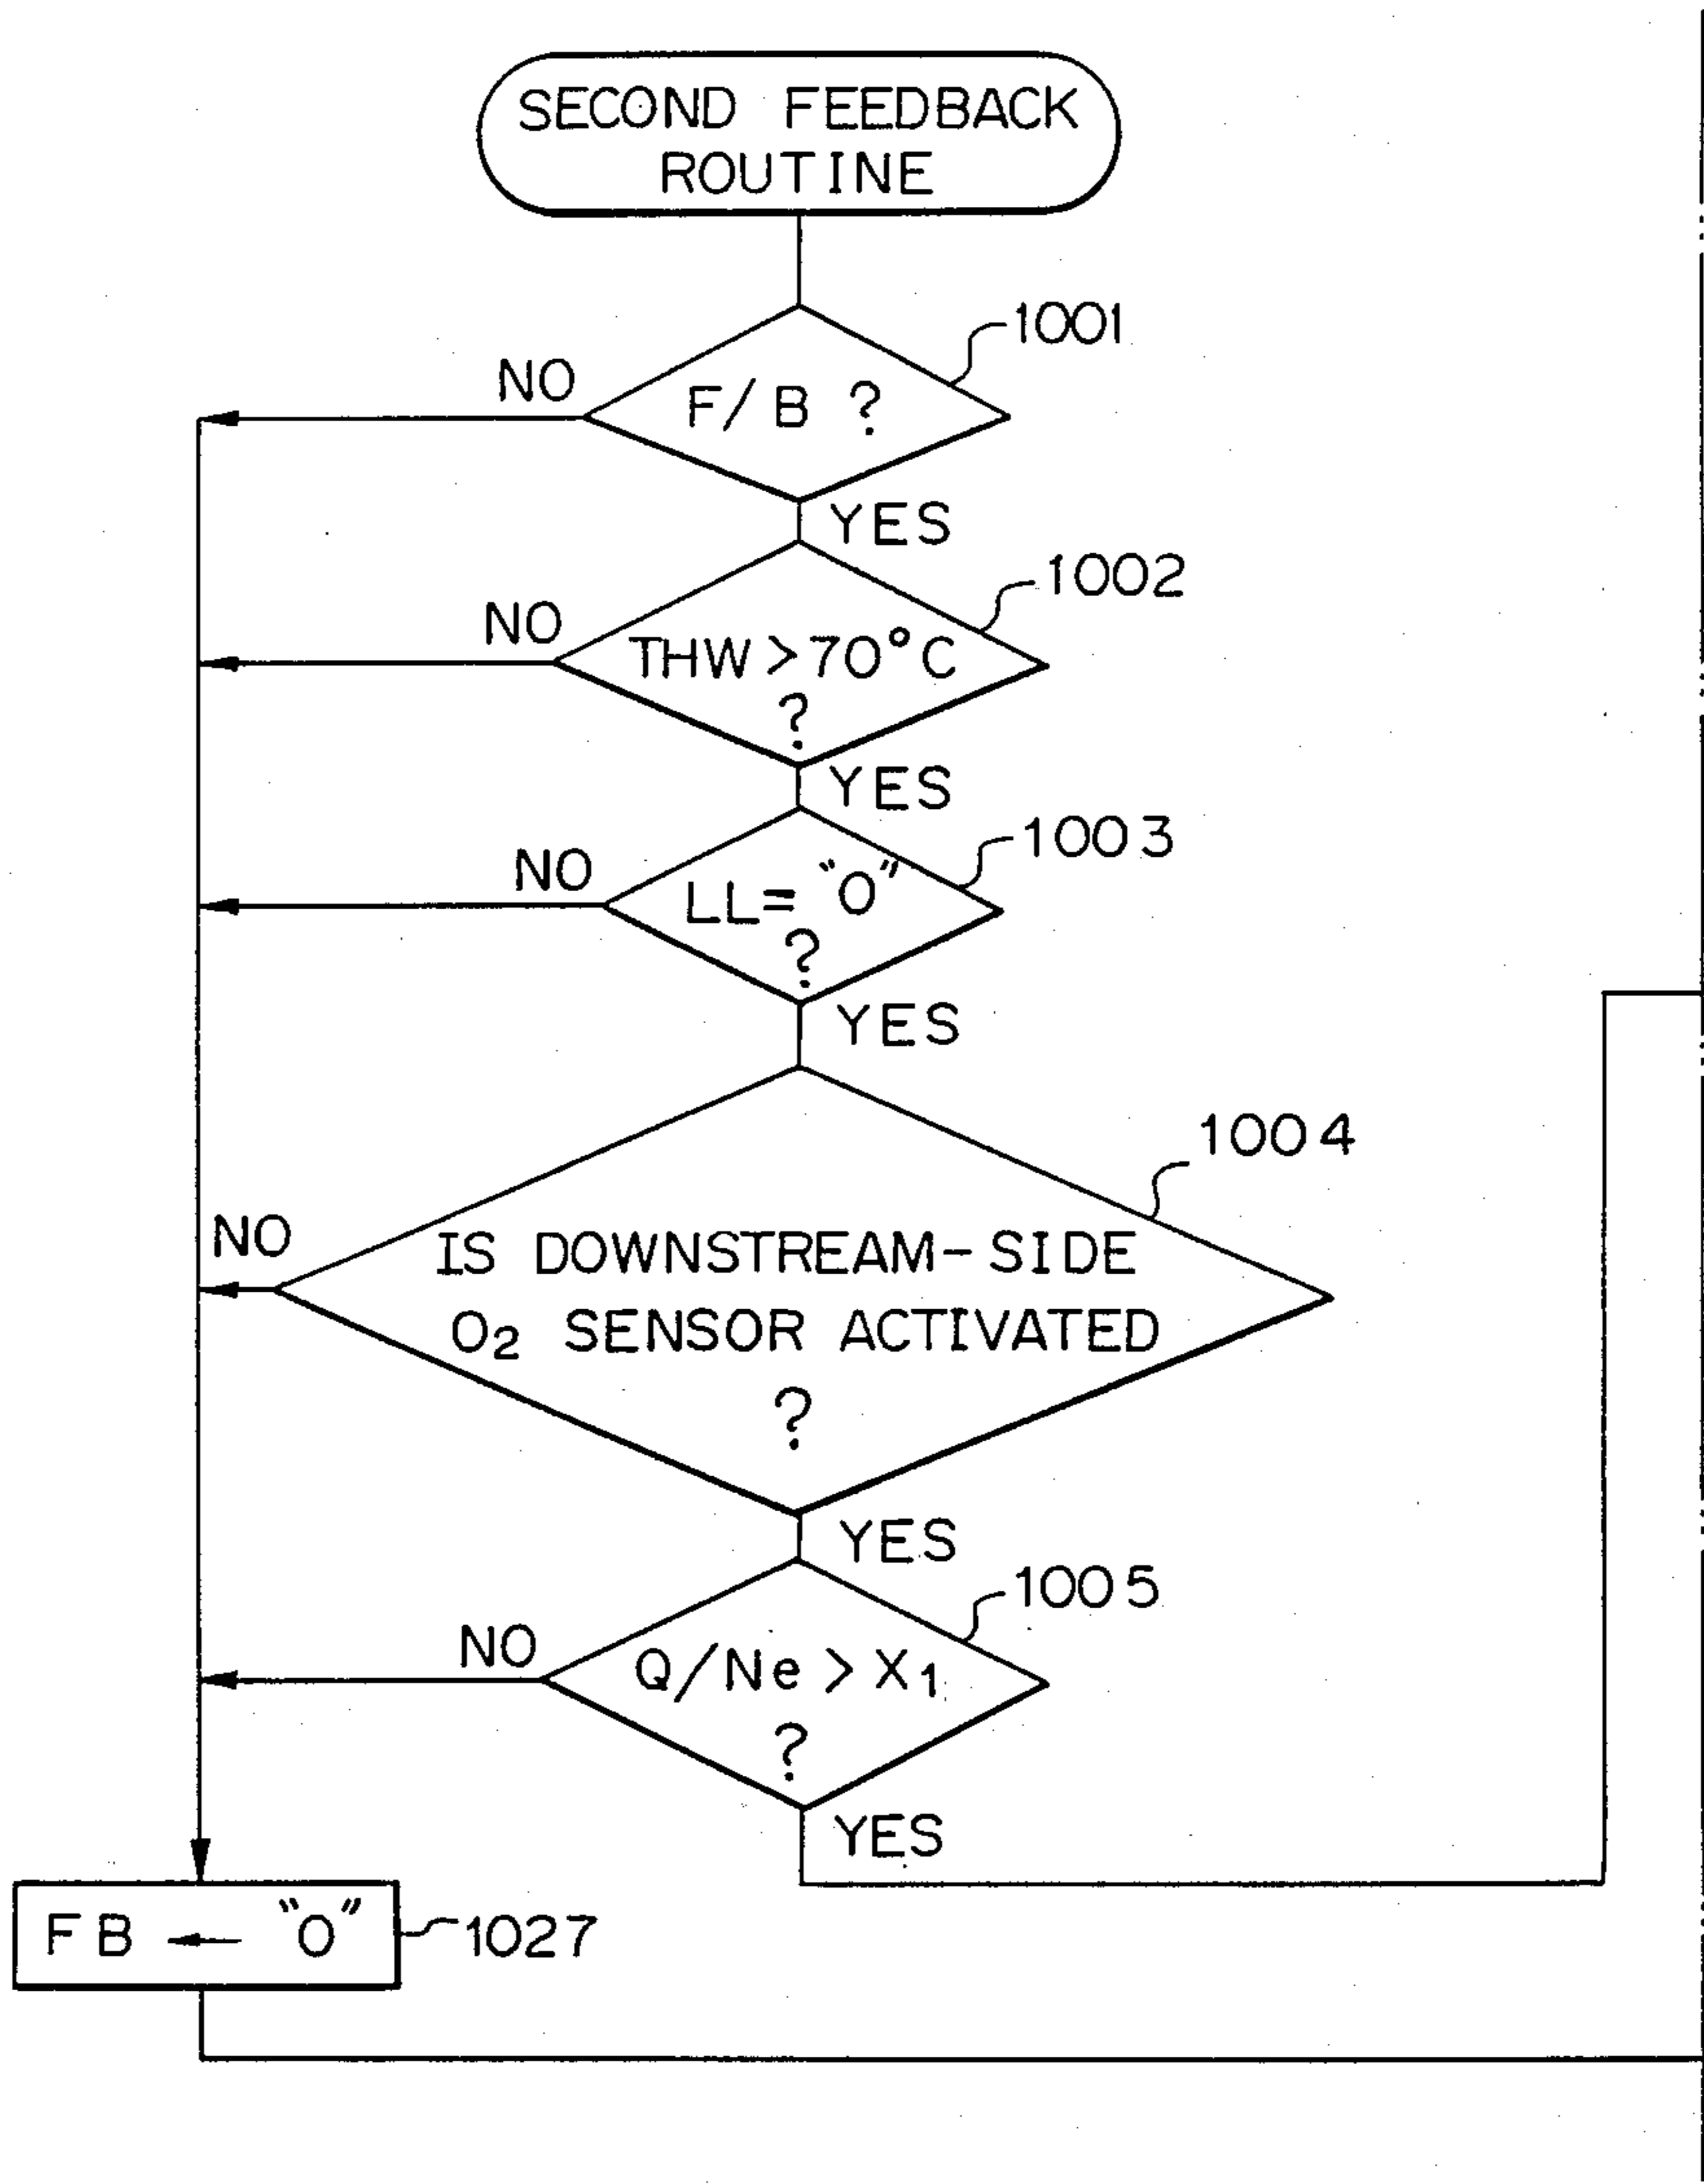 SECOND FEEDBACK
ROUTINE
1001
NO
F/B ?
YES
1002
NO
THW>70°C
?
YES
1003
NO
LL= "0"
?
YES
1004
NO
IS DOWNSTREAM-SIDE
O2 SENSOR ACTIVATED
?
YES
1005
NO
Q/Ne > X1
?
YES
FB ← "0"
1027